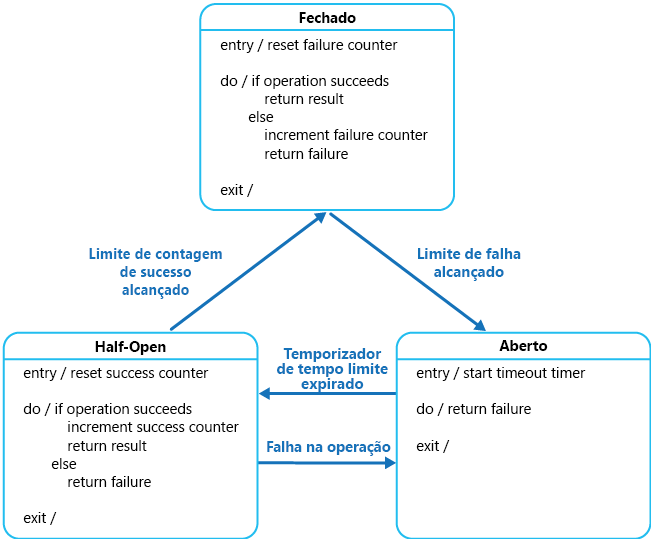 Fechado
entry / reset failure counter
do / if operation succeeds
return result
else
increment failure counter
return failure
exit /
Limite de contagem
de sucesso
alcançado
Limite de falha
alcançado
Half-Open
entry / reset success counter
do / if operation succeeds
increment success counter
return result
else
return failure
exit /
Temporizador
de tempo limite
expirado
Falha na operação
Aberto
entry / start timeout timer
do / return failure
exit /